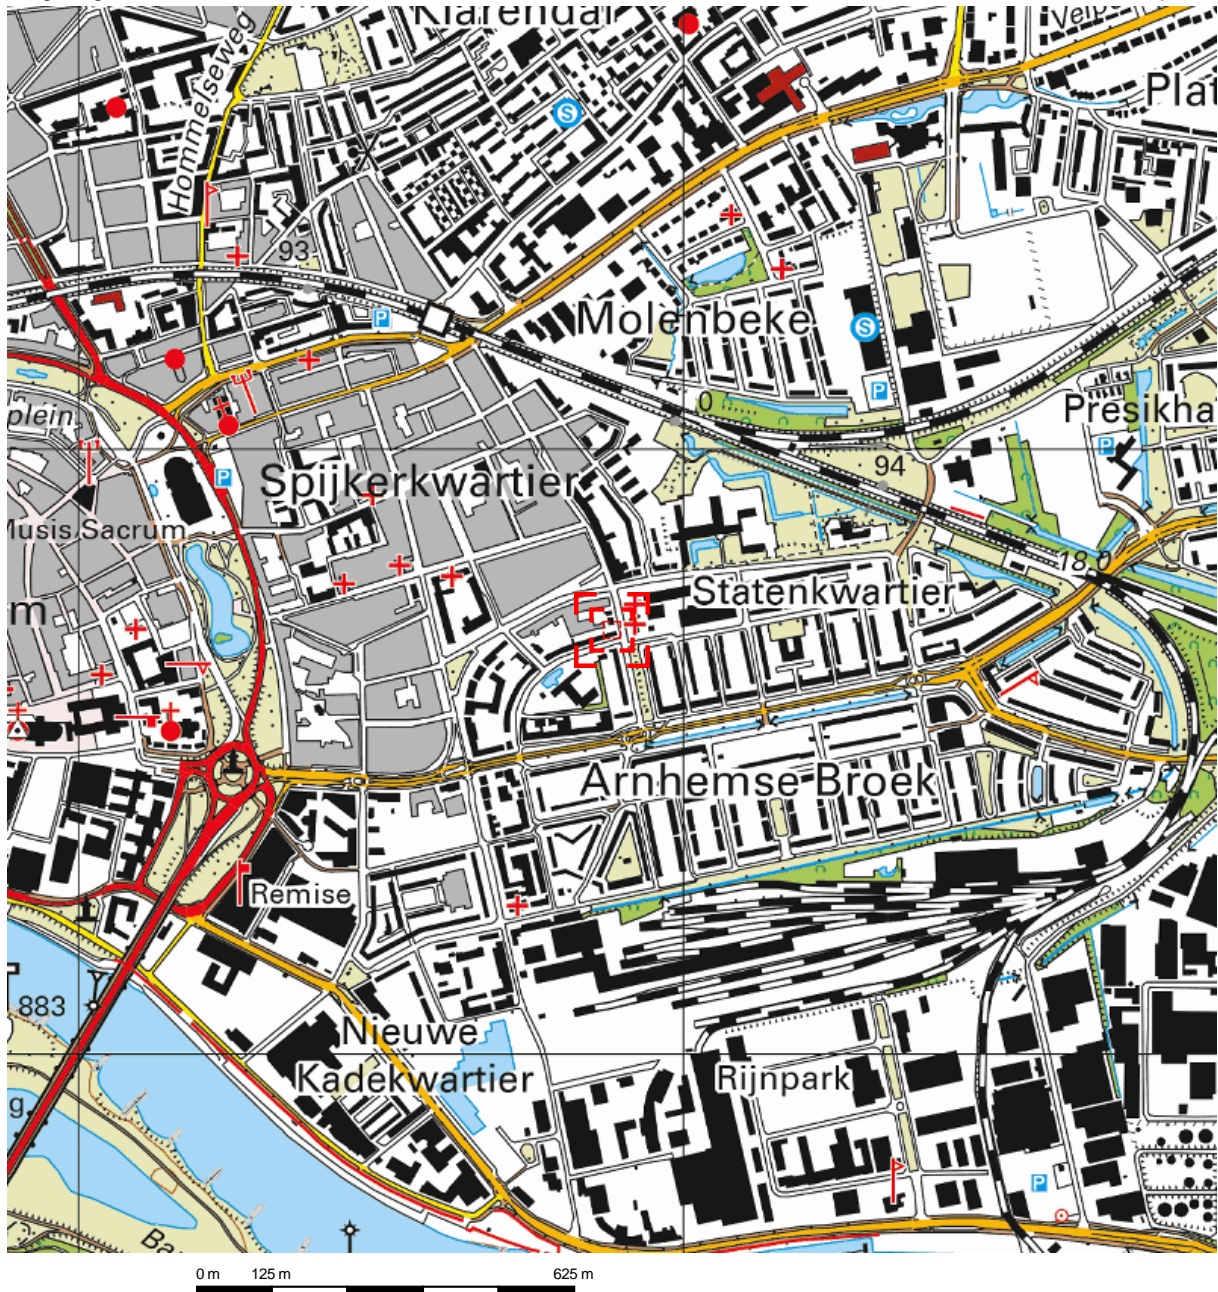 Klarendal
Hommelseweg
Velpe
Plat
S
93
P
Molenbeke
S
P
plein
0
Presikha
P
94
P
Spijkerkwartier
Musis Sacrum
18.0
m
Statenkwartier
Arnhemse Broek
Remise
883
Nieuwe
Kadekwartier
Rijnpark
g.
P
Ba
0 m 125 m 625 m